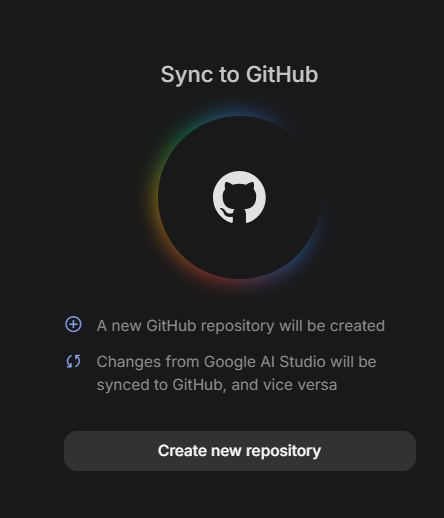 Sync to GitHub
A new GitHub repository will be created
Changes from Google AI Studio will be
synced to GitHub, and vice versa
Create new repository